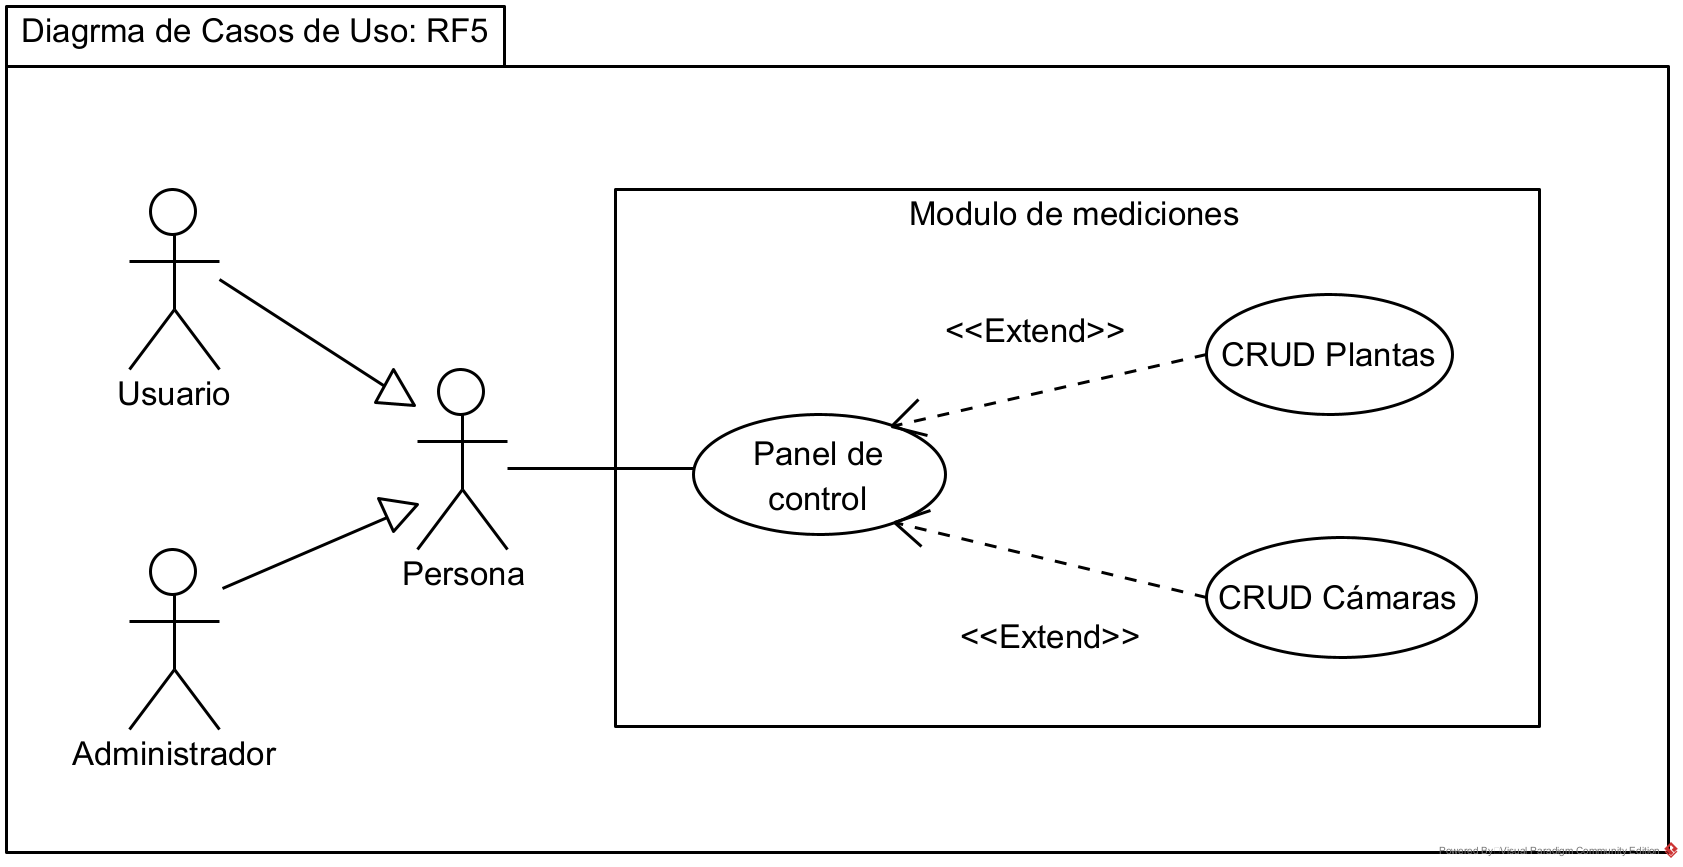 Diagrma de Casos de Uso: RF5
Modulo de mediciones
<<Extend>>
CRUD Plantas
Usuario
Panel de
control
Persona
CRUD Cámaras
<<Extend>>
Administrador
Powered By: Visual Paradigm Community Edition